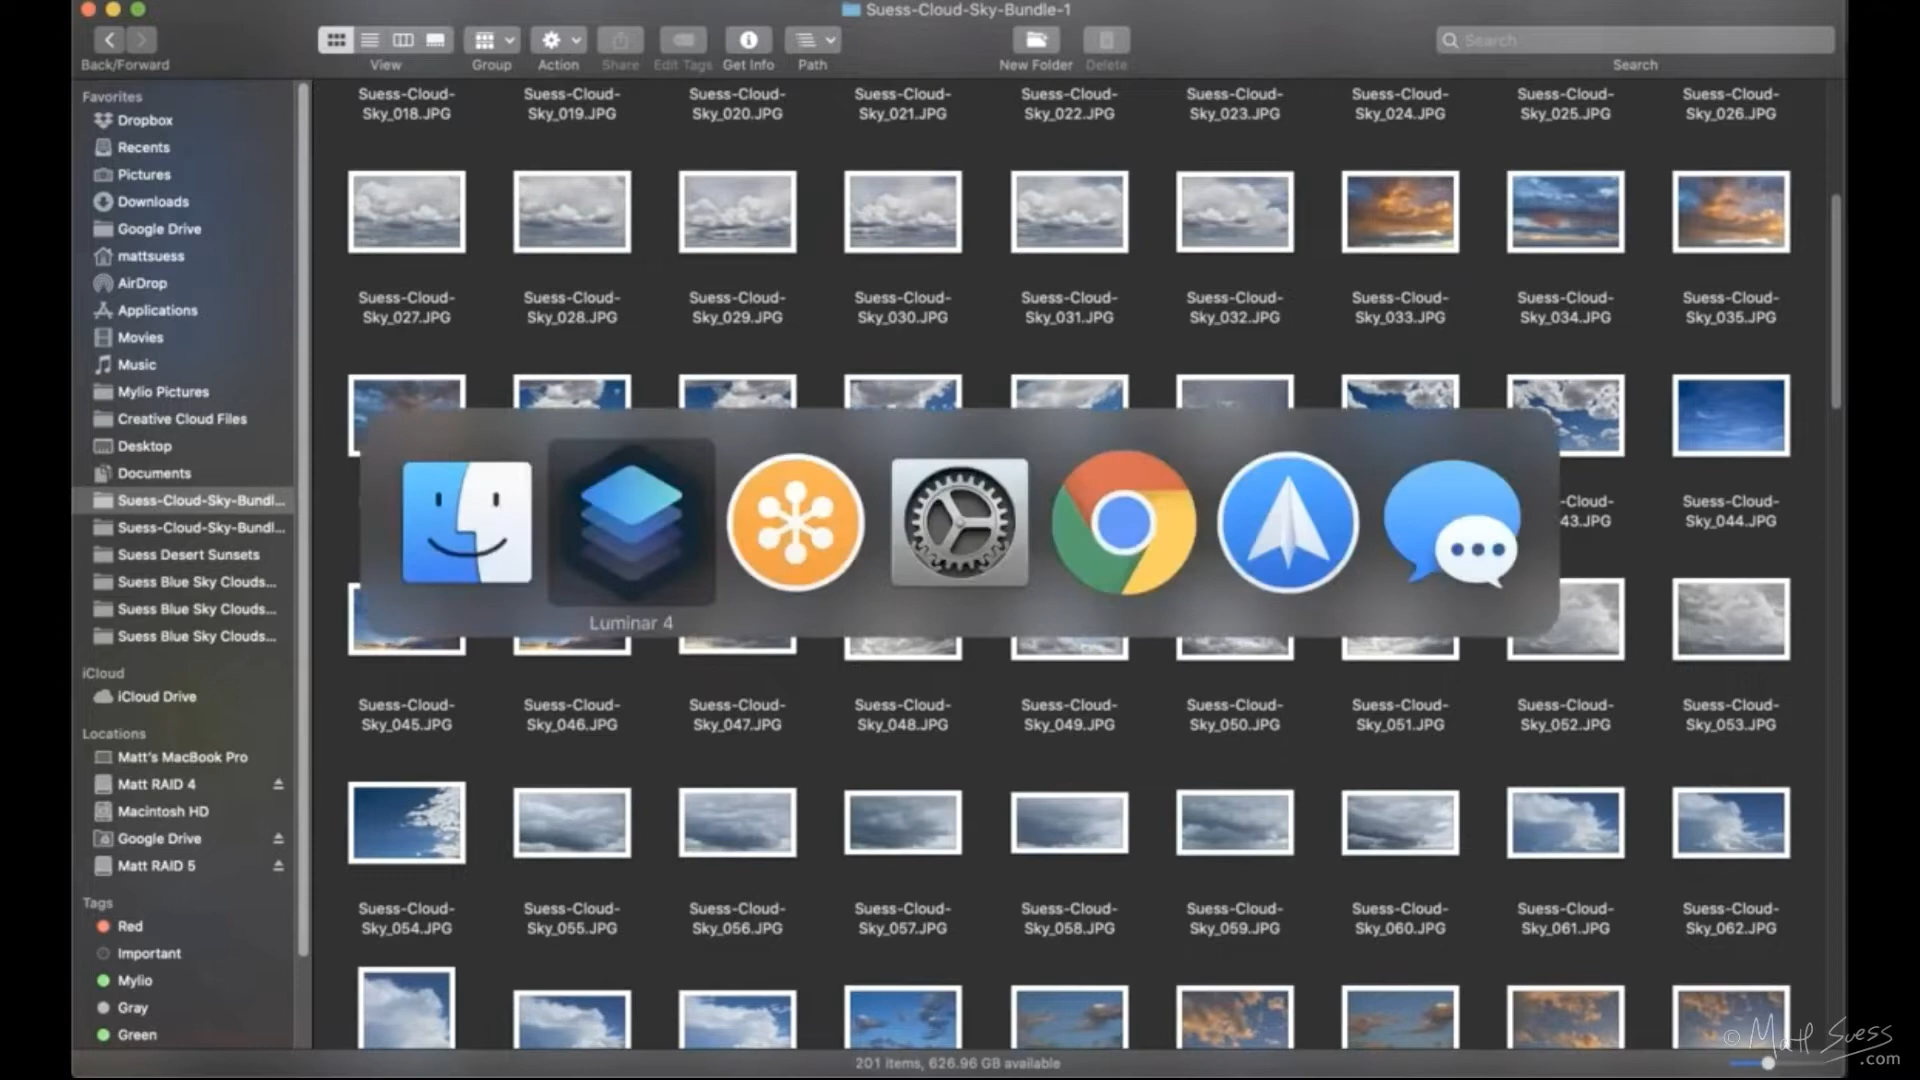 Suess-Cloud-Sky-Bundle-1
Search
Back/Forward
View
Group
Action
Share
Edit Tags
Get Info
Path
New Folder
Delete
Search
Favorites
Dropbox
Recents
Pictures
Downloads
Google Drive
mattsuess
AirDrop
Applications
Movies
Music
Mylio Pictures
Creative Cloud Files
Desktop
Documents
Suess-Cloud-Sky-Bundl...
Suess-Cloud-Sky-Bundl...
Suess Desert Sunsets
Suess Blue Sky Clouds...
Suess Blue Sky Clouds...
Suess Blue Sky Clouds...
iCloud
iCloud Drive
Locations
Matt's MacBook Pro
Matt RAID 4
Macintosh HD
Google Drive
Matt RAID 5
Tags
Red
Important
Mylio
Gray
Green
Suess-Cloud-
Sky_018.JPG
Suess-Cloud-
Sky_019.JPG
Suess-Cloud-
Sky_020.JPG
Suess-Cloud-
Sky_021.JPG
Suess-Cloud-
Sky_022.JPG
Suess-Cloud-
Sky_023.JPG
Suess-Cloud-
Sky_024.JPG
Suess-Cloud-
Sky_025.JPG
Suess-Cloud-
Sky_026.JPG
Suess-Cloud-
Sky_027.JPG
Suess-Cloud-
Sky_028.JPG
Suess-Cloud-
Sky_029.JPG
Suess-Cloud-
Sky_030.JPG
Suess-Cloud-
Sky_031.JPG
Suess-Cloud-
Sky_032.JPG
Suess-Cloud-
Sky_033.JPG
Suess-Cloud-
Sky_034.JPG
Suess-Cloud-
Sky_035.JPG
-Cloud-
43.JPG
Suess-Cloud-
Sky_044.JPG
Luminar 4
Suess-Cloud-
Sky_045.JPG
Suess-Cloud-
Sky_046.JPG
Suess-Cloud-
Sky_047.JPG
Suess-Cloud-
Sky_048.JPG
Suess-Cloud-
Sky_049.JPG
Suess-Cloud-
Sky_050.JPG
Suess-Cloud-
Sky_051.JPG
Suess-Cloud-
Sky_052.JPG
Suess-Cloud-
Sky_053.JPG
Suess-Cloud-
Sky_054.JPG
Suess-Cloud-
Sky_055.JPG
Suess-Cloud-
Sky_056.JPG
Suess-Cloud-
Sky_057.JPG
Suess-Cloud-
Sky_058.JPG
Suess-Cloud-
Sky_059.JPG
Suess-Cloud-
Sky_060.JPG
Suess-Cloud-
Sky_061.JPG
Suess-Cloud-
Sky_062.JPG
201 items, 626.96 GB available
© Matt Suess
.com